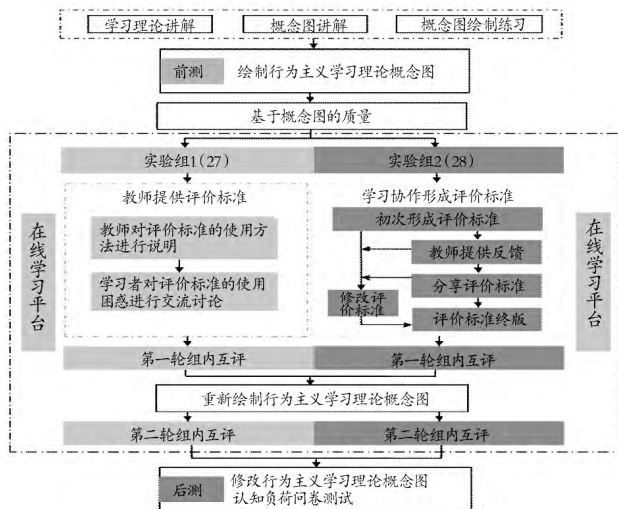 学习理论讲解
概念图讲解
概念图绘制练习
前测
绘制行为主义学习理论概念图
基于概念图的质量
实验组1(27)
实验组2(28)
教师提供评价标准
学习协作形成评价标准
在线学习平台
教师对评价标准的使用方
法进行说明
学习者对评价标准的使用
困惑进行交流讨论
初次形成评价标准
教师提供反馈
分享评价标准
修改评
价标准
评价标准终版
在线学习平台
第一轮组内互评
第一轮组内互评
重新绘制行为主义学习理论概念图
第二轮组内互评
第二轮组内互评
后测
修改行为主义学习理论概念图
认知负荷问卷测试